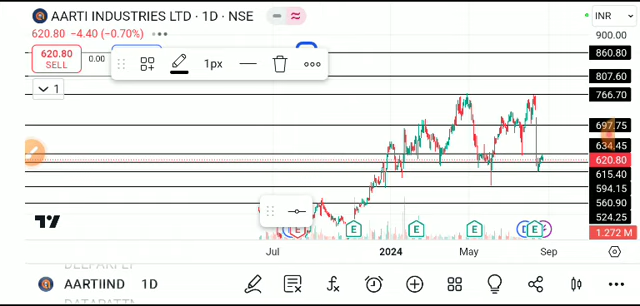 AARTI INDUSTRIES LTD · 1D · NSE
INR
620.80 −4.40 (−0.70%)
900.00
860.80
620.80
SELL
0.00
1px
807.60
1
766.70
697.75
634.45
620.80
615.40
594.15
560.90
524.25
1.272 M
E
E
E
E
D
E
Jul
2024
May
Sep
AARTIIND 1D